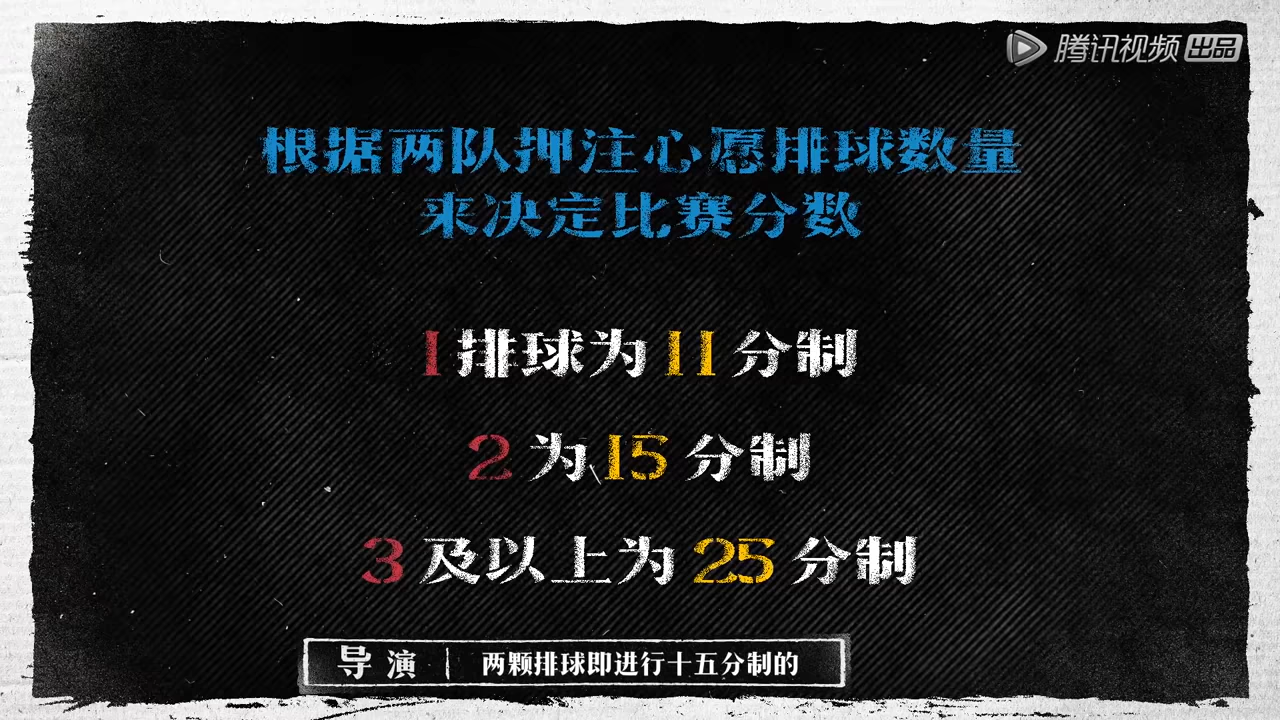 腾讯视频 出品
根据两队押注心愿排球数量
来决定比赛分数
1排球为11分制
2为15分制
3及以上为25分制
导演 两颗排球即进行十五分制的